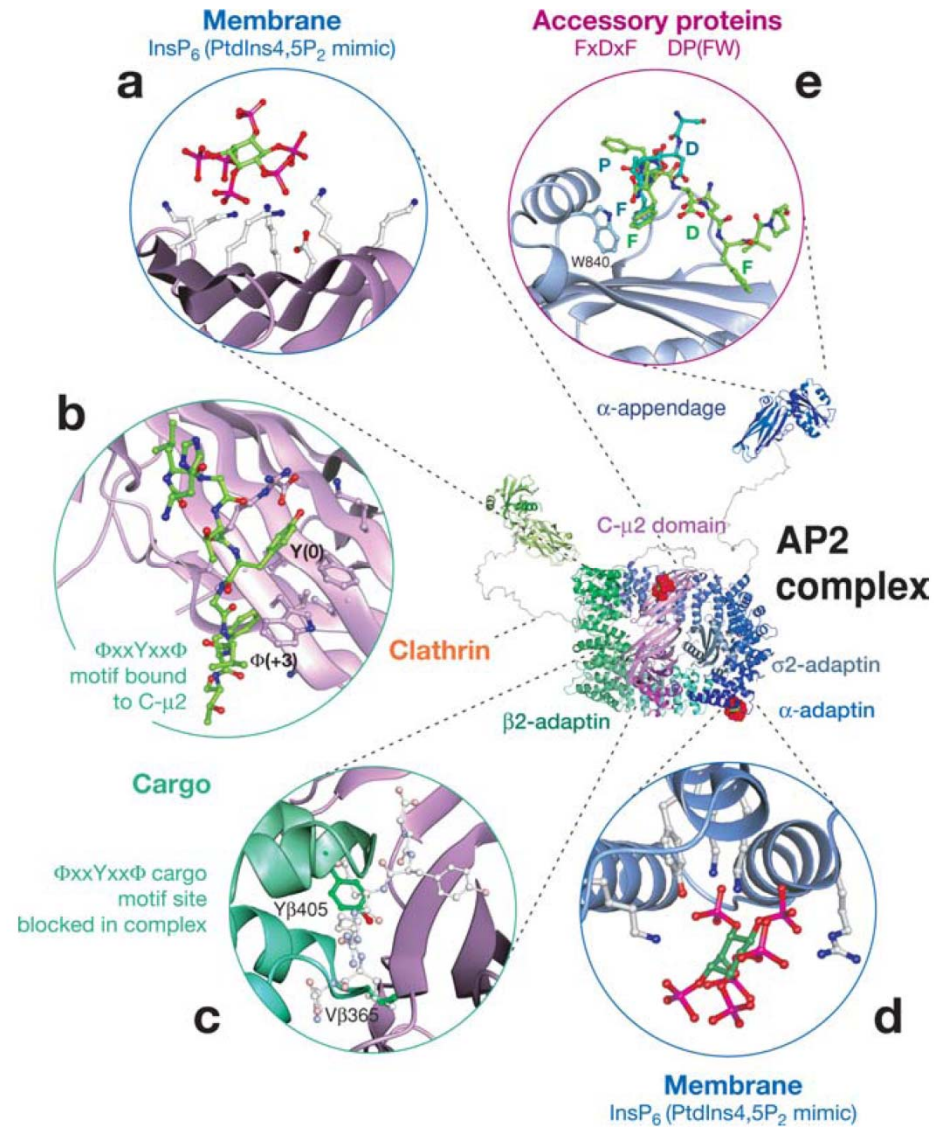 Membrane
InsP₆ (PtdIns4,5P₂ mimic)
a
Accessory proteins
FxDxF DP(FW)
e
P
D
F
F
D
F
W840
α-appendage
b
Y(0)
Φ(+3)
ΦxxYxxΦ
motif bound
to C-μ2
C-μ2 domain
AP2
complex
Clathrin
σ2-adaptin
β2-adaptin
α-adaptin
Cargo
ΦxxYxxΦ cargo
motif site
blocked in complex
Yβ405
Vβ365
c
d
Membrane
InsP₆ (PtdIns4,5P₂ mimic)